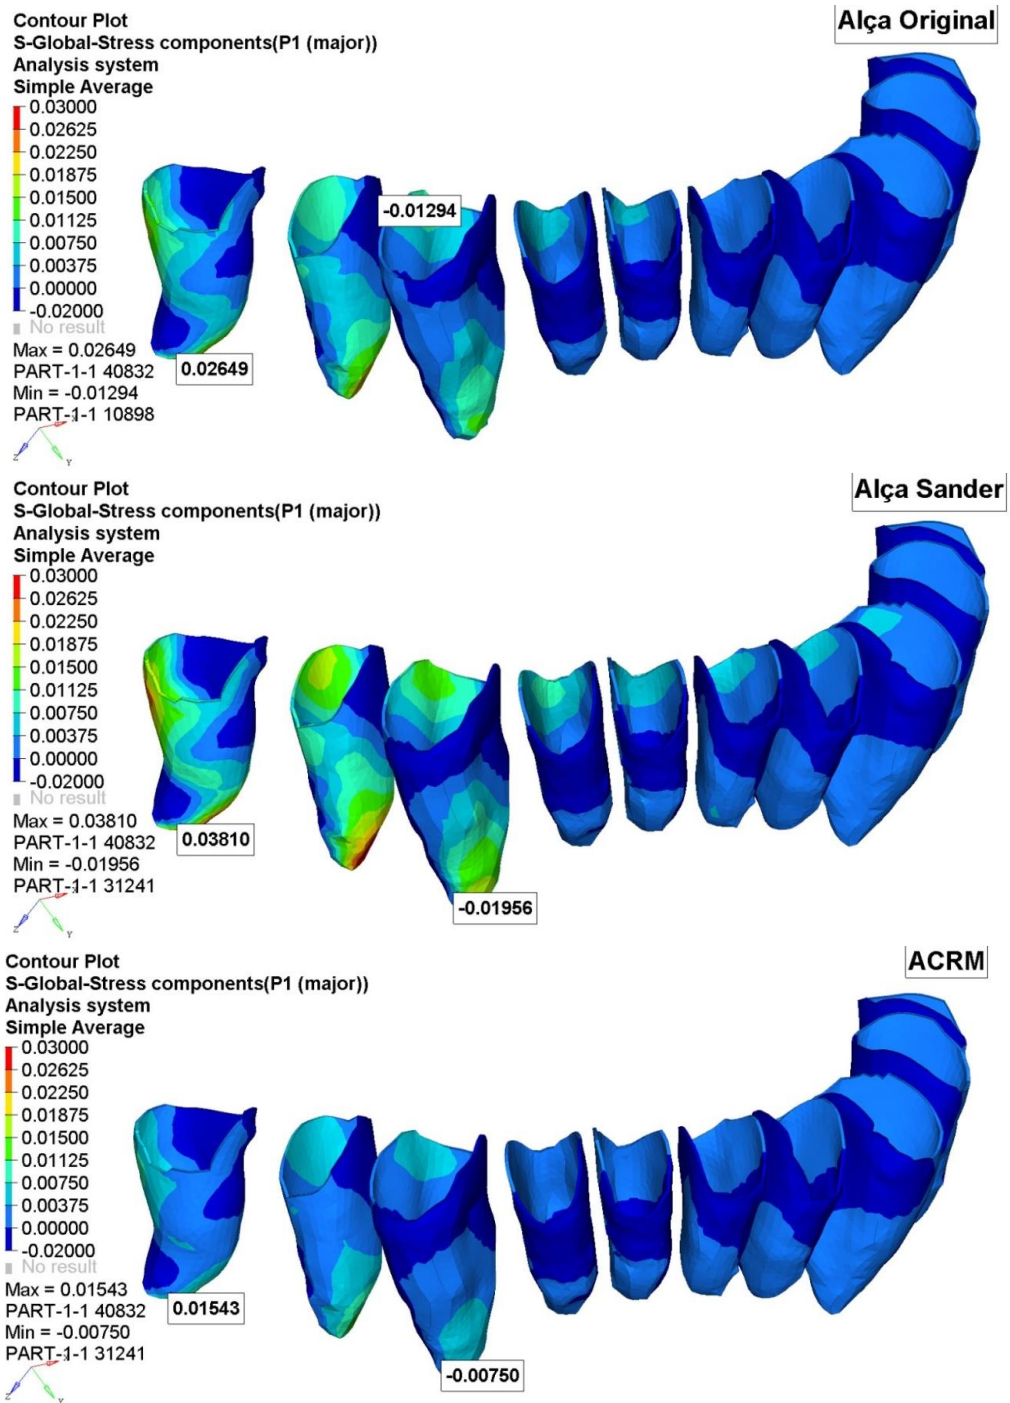 Contour Plot
S-Global-Stress components(P1 (major))
Analysis system
Simple Average
Alça Original
0.03000
0.02625
0.02250
0.01875
0.01500
0.01125
0.00750
0.00375
0.00000
-0.02000
No result
Max = 0.02649
PART-1-1 40832
Min = -0.01294
PART-1-1 10898
-0.01294
0.02649
X
Z
Y
Contour Plot
S-Global-Stress components(P1 (major))
Analysis system
Simple Average
Alça Sander
0.03000
0.02625
0.02250
0.01875
0.01500
0.01125
0.00750
0.00375
0.00000
-0.02000
No result
Max = 0.03810
PART-1-1 40832
Min = -0.01956
PART-1-1 31241
0.03810
-0.01956
X
Z
Y
Contour Plot
S-Global-Stress components(P1 (major))
Analysis system
Simple Average
ACRM
0.03000
0.02625
0.02250
0.01875
0.01500
0.01125
0.00750
0.00375
0.00000
-0.02000
No result
Max = 0.01543
PART-1-1 40832
Min = -0.00750
PART-1-1 31241
0.01543
-0.00750
X
Z
Y